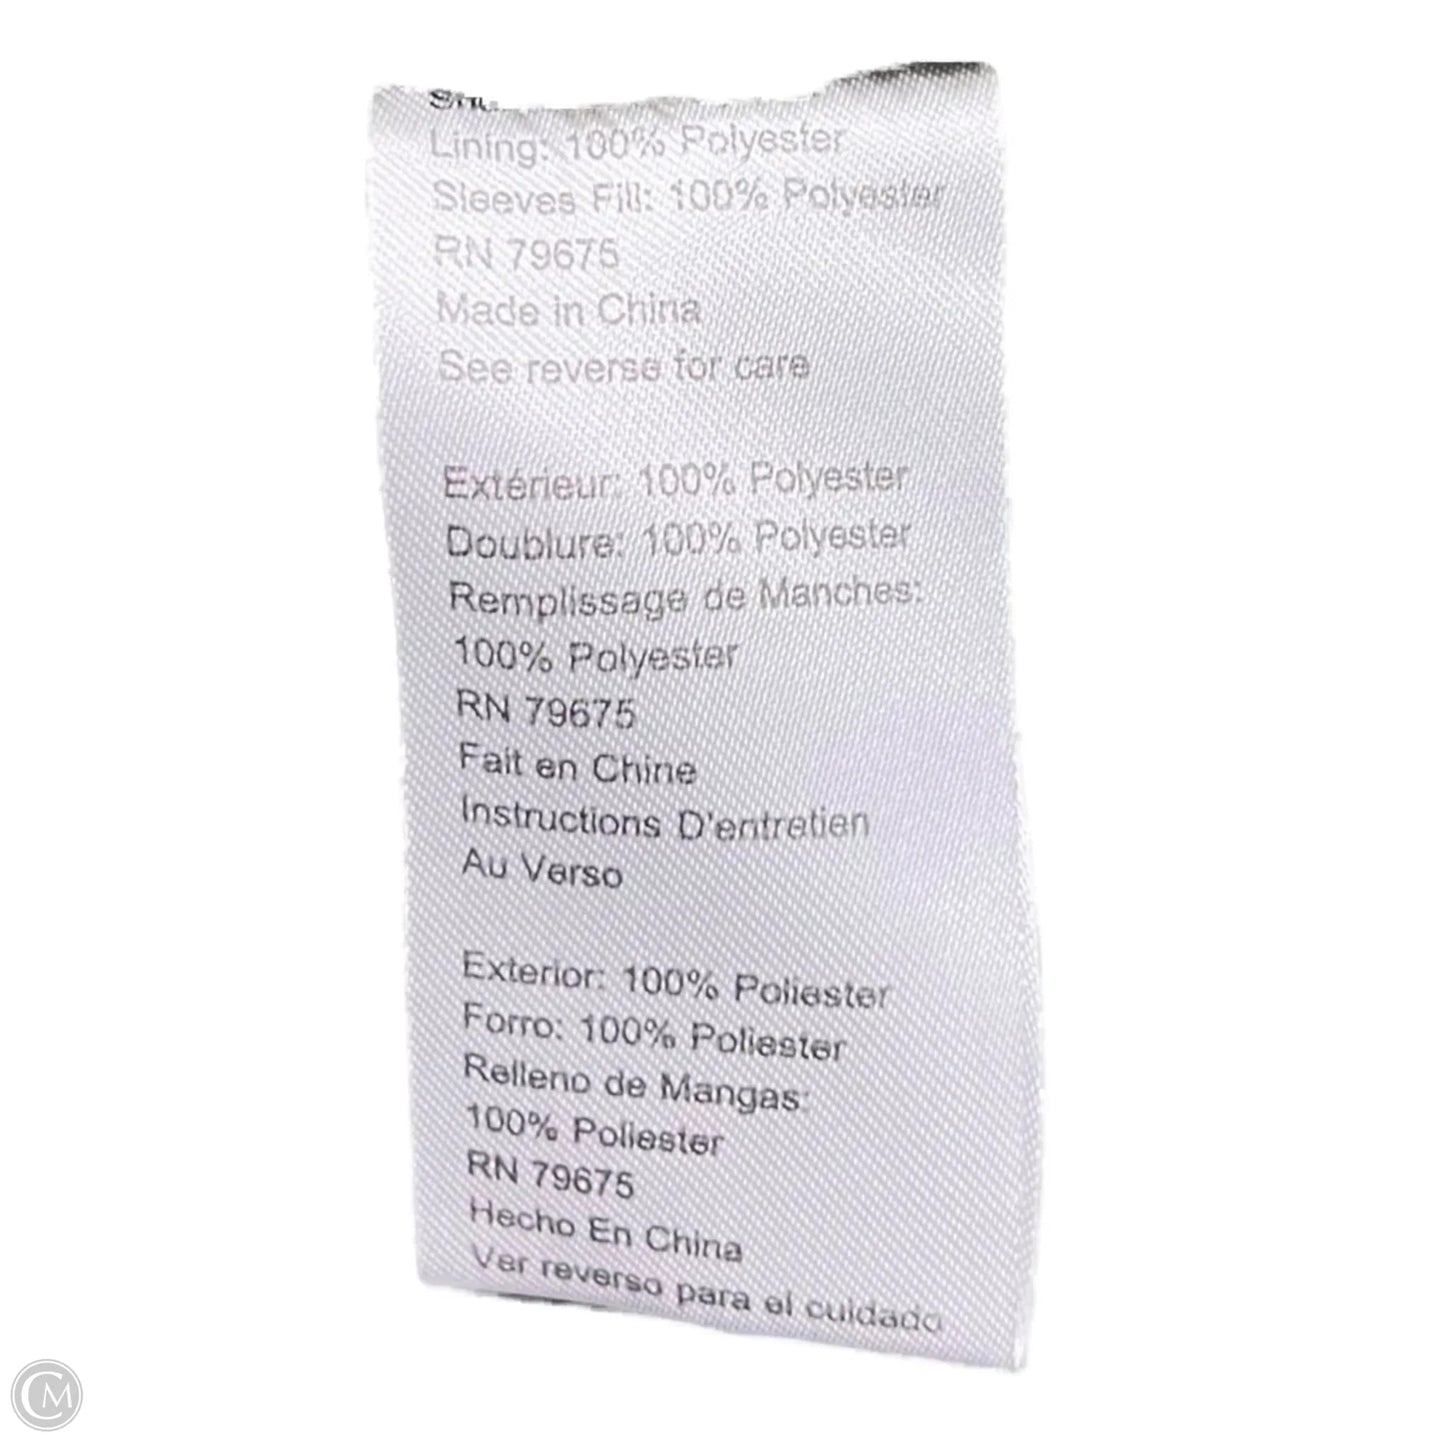 Lining: 100% Polyester
Sleeves Fill: 100% Polyester
RN 79675
Made in China
See reverse for care
Extérieur: 100% Polyester
Doublure: 100% Polyester
Remplissage de Manches:
100% Polyester
RN 79675
Fait en Chine
Instructions D'entretien
Au Verso
Exterior: 100% Poliester
Forro: 100% Poliester
Relleno de Mangas:
100% Poliester
RN 79675
Hecho En China
Ver reverso para el cuidado
CM